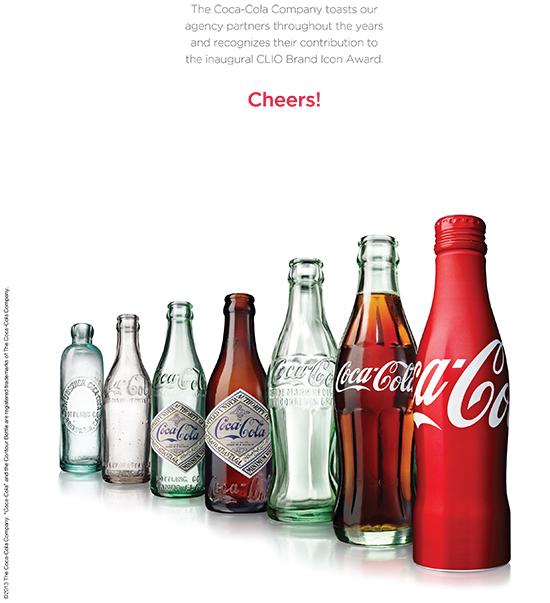 The Coca-Cola Company toasts our
agency partners throughout the years
and recognizes their contribution to
the inaugural CLIO Brand Icon Award.
Cheers!
Coca-Cola
Coca-Cola
Coca-Cola
Coca-Cola
Coca-Cola
©2013 The Coca-Cola Company. "Coca-Cola" and the Contour Bottle are registered trademarks of The Coca-Cola Company.